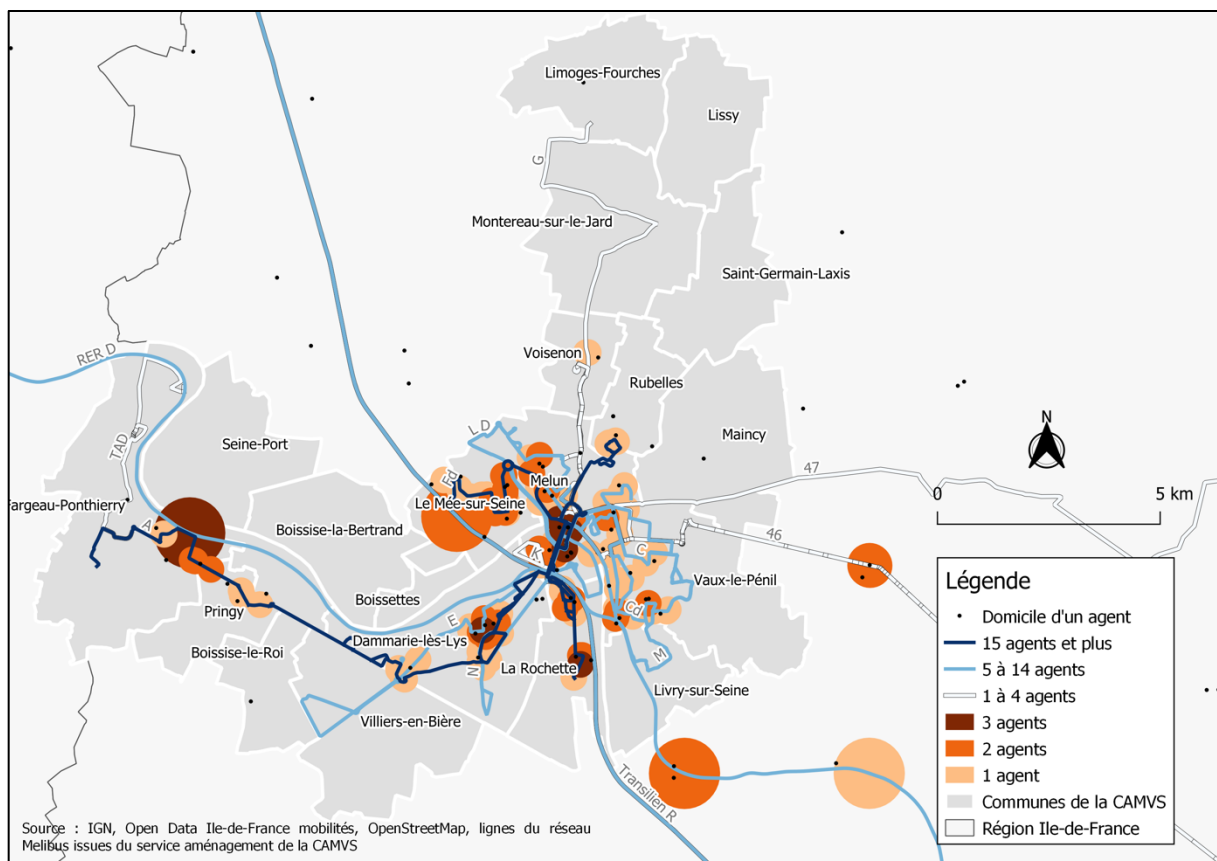 Limoges-Fourches
Lissy
G
Montereau-sur-le-Jard
Saint-Germain-Laxis
Voisenon
RER D
Rubelles
G
Seine-Port
L D
Maincy
TAD
N
47
Melun
Ed
0
5 km
Le Mée-sur-Seine
Fargeau-Ponthierry
Boissise-la-Bertrand
A
46
K
C
Légende
Vaux-le-Pénil
Boissettes
Pringy
Cd
Domicile d'un agent
E
Dammarie-lès-Lys
15 agents et plus
Boissise-le-Roi
M
La Rochette
5 à 14 agents
N
Livry-sur-Seine
1 à 4 agents
Villiers-en-Bière
3 agents
2 agents
Transilien R
1 agent
Communes de la CAMVS
Région Ile-de-France
Source : IGN, Open Data Ile-de-France mobilités, OpenStreetMap, lignes du réseau
Melibus issues du service aménagement de la CAMVS